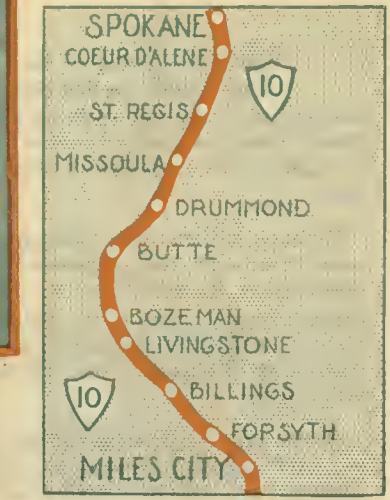 SPOKANE
COEUR D'ALENE
10
ST. REGIS
MISSOULA
DRUMMOND
BUTTE
BOZEMAN
LIVINGSTONE
10
BILLINGS
FORSYTH
MILES CITY